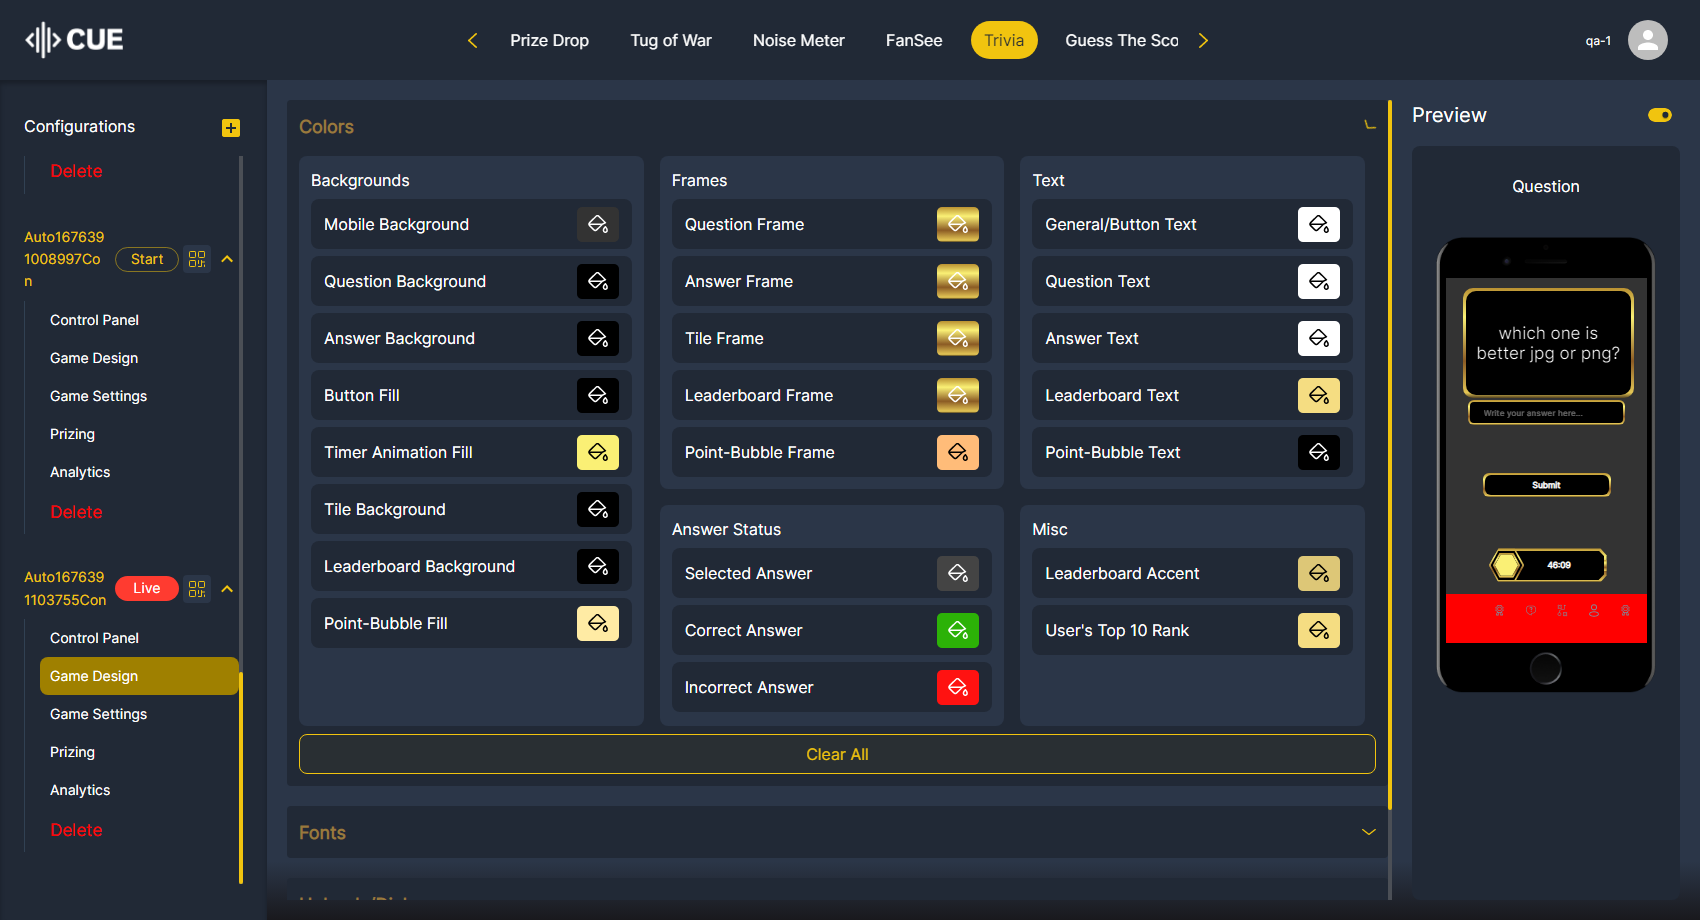 CUE
Prize Drop
Tug of War
Noise Meter
FanSee
Trivia
Guess The Sco
qa-1
Configurations
Delete
Auto167639
1008997Co
n
Start
Control Panel
Game Design
Game Settings
Prizing
Analytics
Delete
Auto167639
1103755Con
Live
Control Panel
Game Design
Game Settings
Prizing
Analytics
Delete
Colors
Backgrounds
Mobile Background
Question Background
Answer Background
Button Fill
Timer Animation Fill
Tile Background
Leaderboard Background
Point-Bubble Fill
Frames
Question Frame
Answer Frame
Tile Frame
Leaderboard Frame
Point-Bubble Frame
Text
General/Button Text
Question Text
Answer Text
Leaderboard Text
Point-Bubble Text
Answer Status
Selected Answer
Correct Answer
Incorrect Answer
Misc
Leaderboard Accent
User's Top 10 Rank
Clear All
Fonts
Preview
Question
which one is
better jpg or png?
Write your answer here...
Submit
46:09